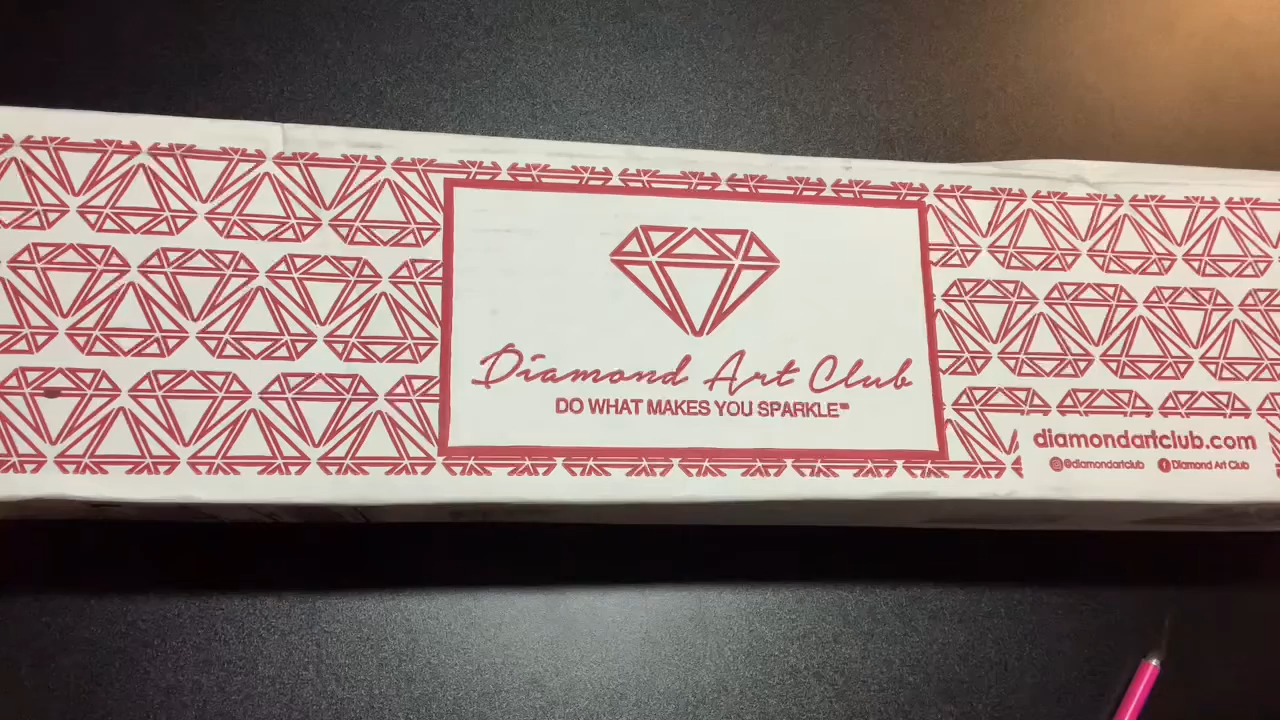 Diamond Art Club
DO WHAT MAKES YOU SPARKLE™
diamondartclub.com
@diamondartclub Diamond Art Club